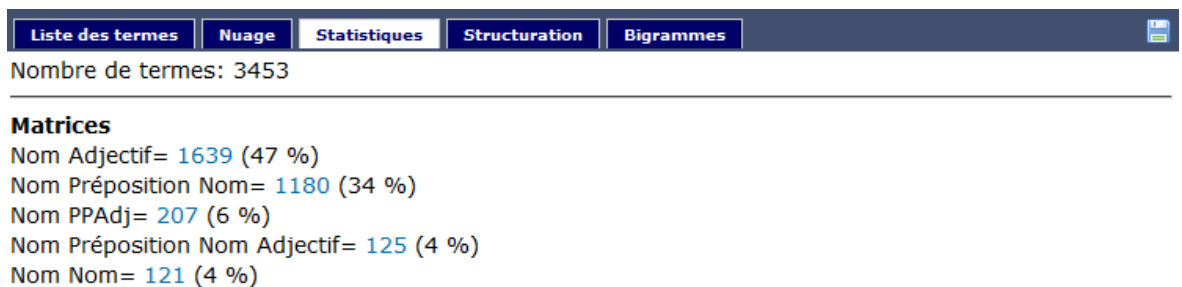 Liste des termes Nuage Statistiques Structuration Bigrammes
Nombre de termes: 3453
Matrices
Nom Adjectif= 1639 (47 %)
Nom Préposition Nom= 1180 (34 %)
Nom PPAdj= 207 (6 %)
Nom Préposition Nom Adjectif= 125 (4 %)
Nom Nom= 121 (4 %)